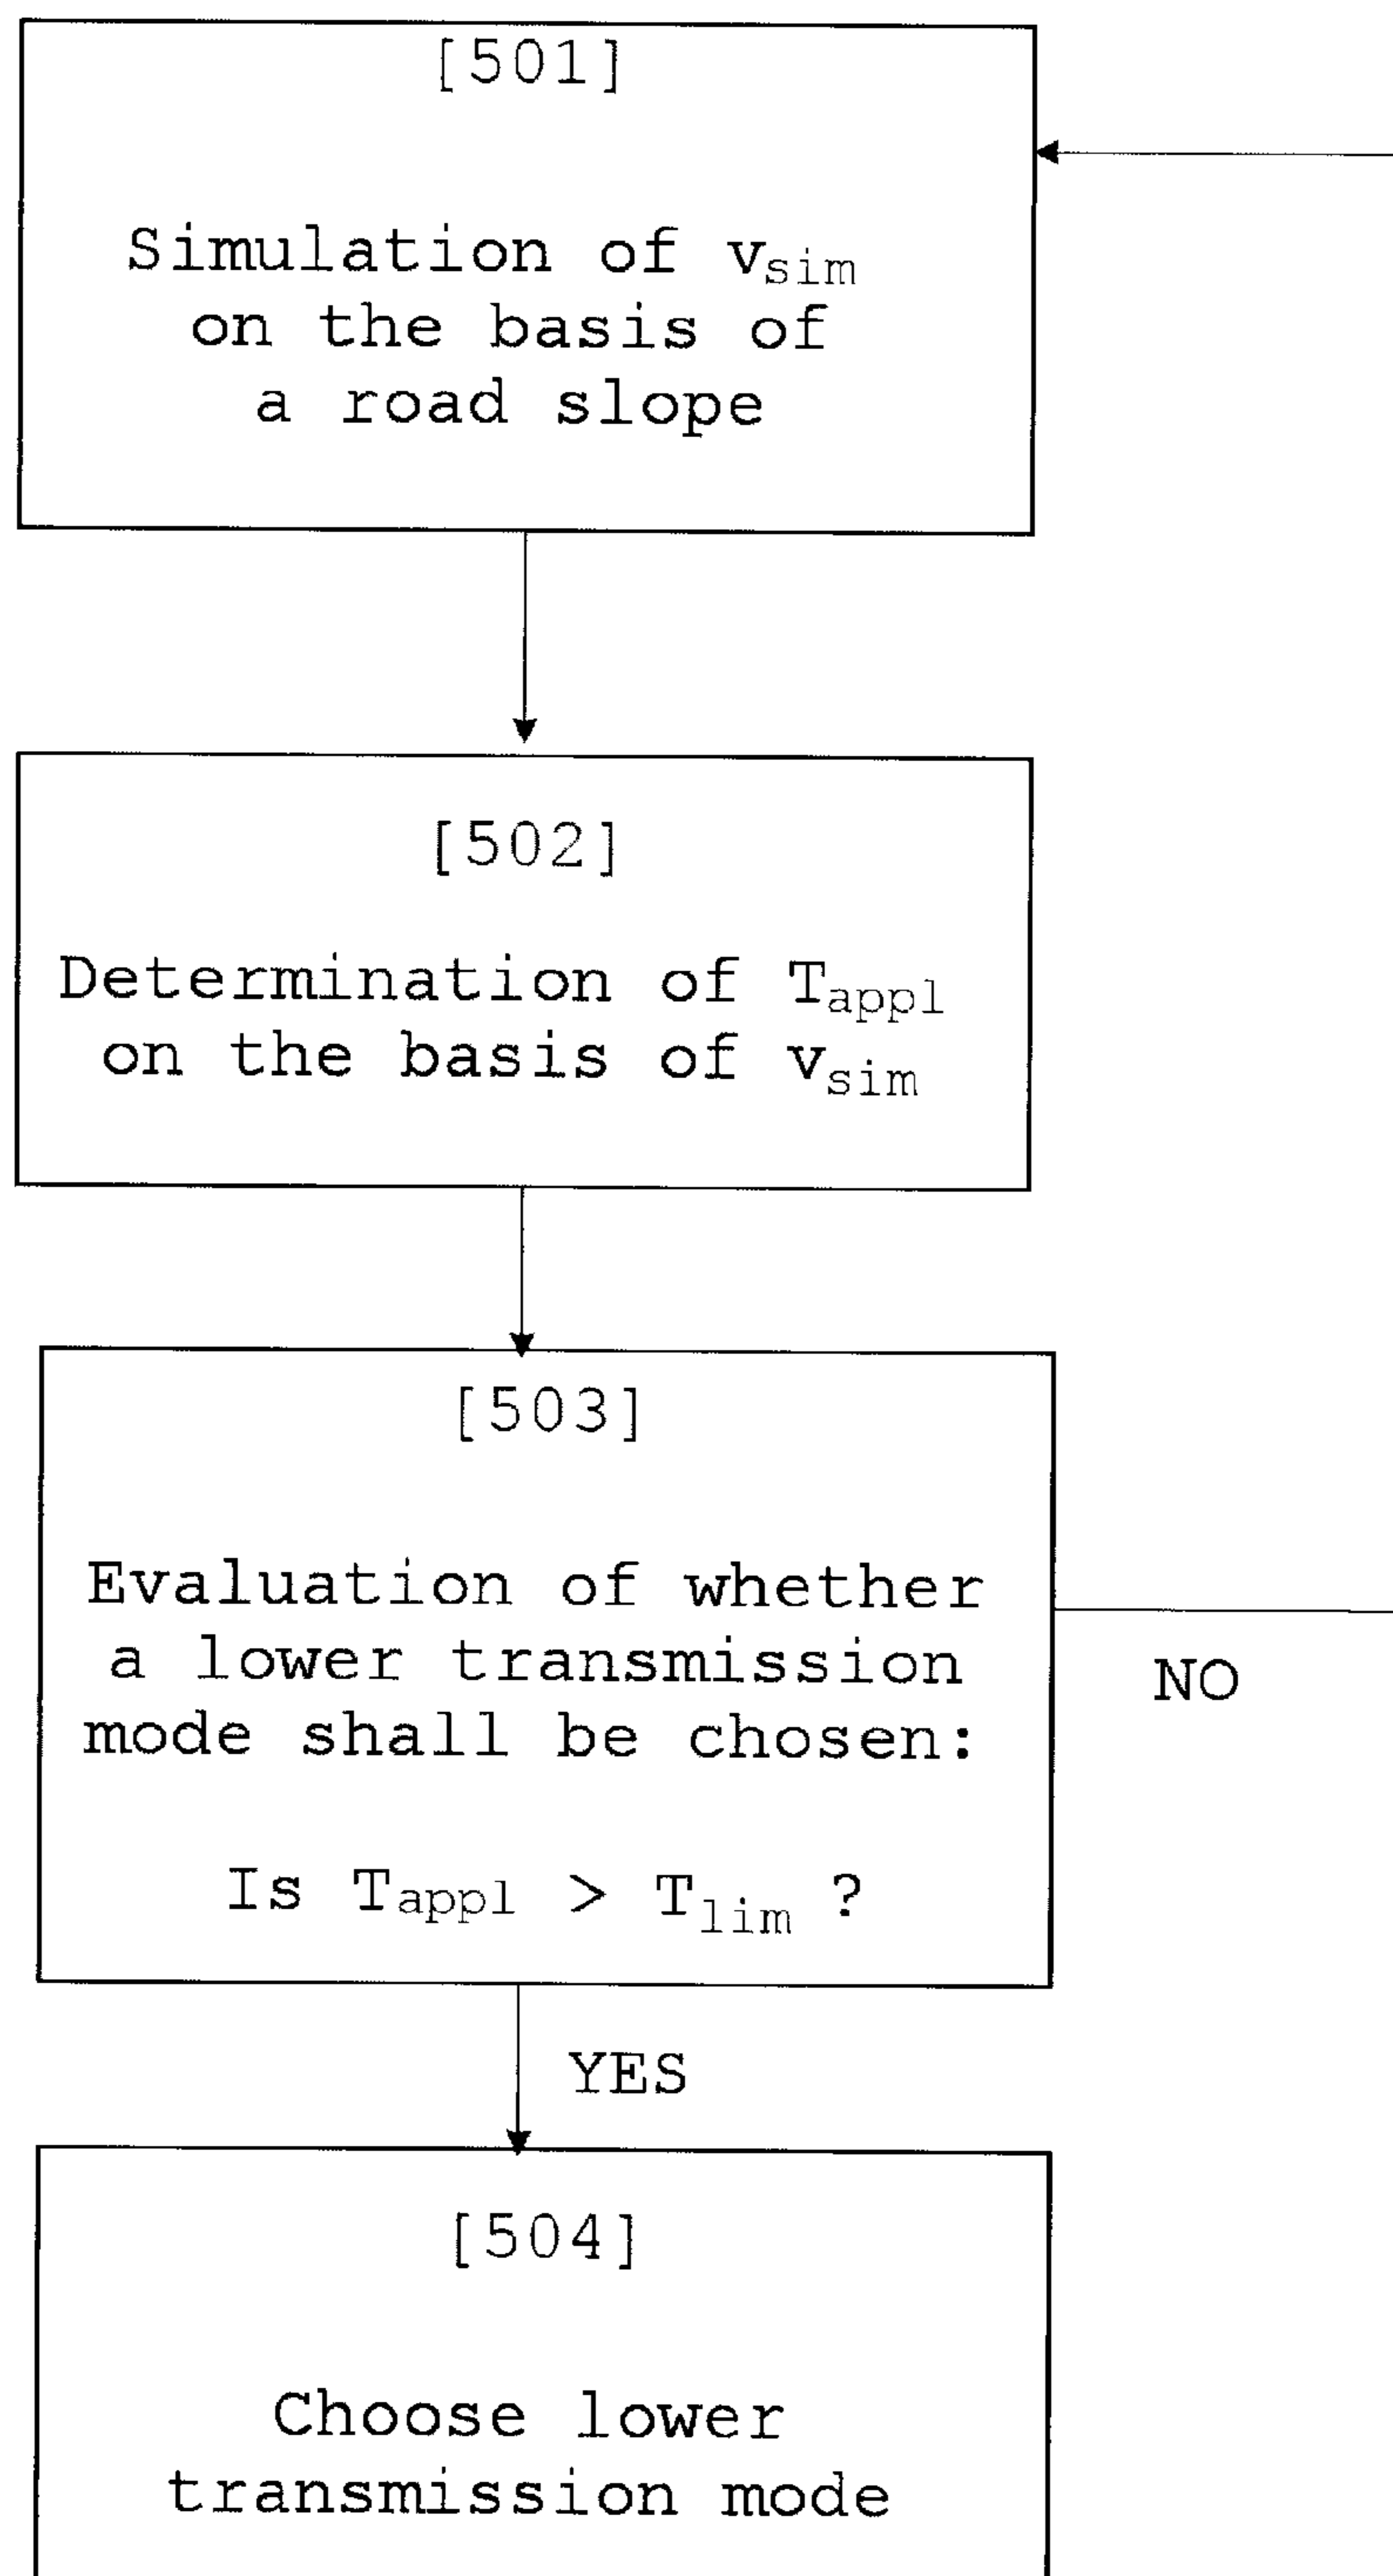 [501]
Simulation of vsim
on the basis of
a road slope
[502]
Determination of Tappl
on the basis of vsim
[503]
Evaluation of whether
a lower transmission
mode shall be chosen:
Is Tappl > Tlim ?
NO
YES
[504]
Choose lower
transmission mode